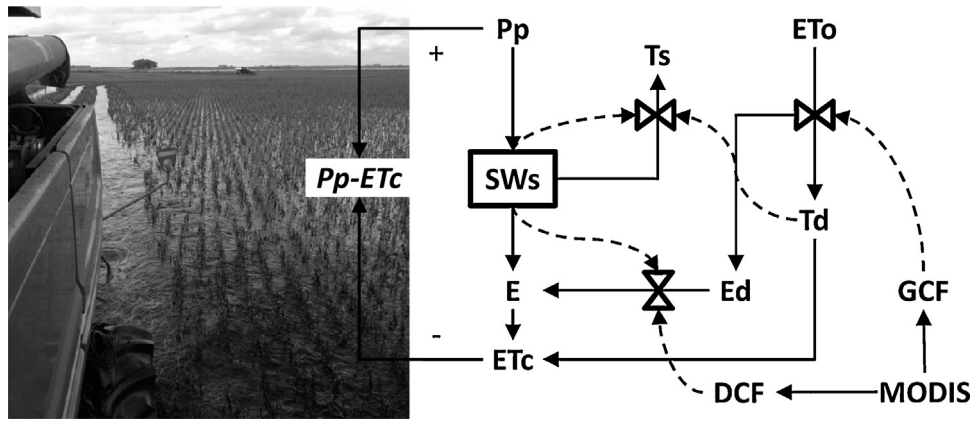 Pp
ETo
+
Ts
Pp-ETc
SWs
Td
E
Ed
GCF
-
ETc
DCF
MODIS